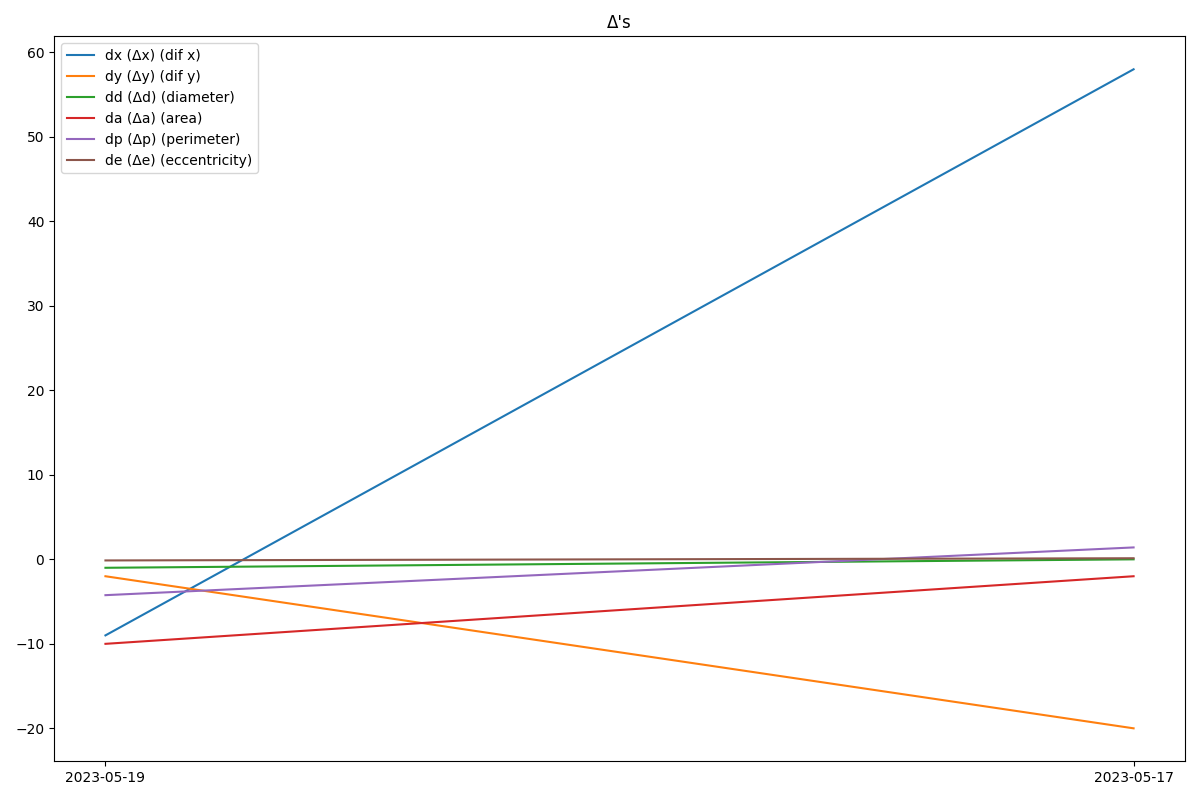 Δ's
dx (Δx) (dif x)
dy (Δy) (dif y)
dd (Δd) (diameter)
da (Δa) (area)
dp (Δp) (perimeter)
de (Δe) (eccentricity)
60
50
40
30
20
10
0
−10
−20
2023-05-19 2023-05-17